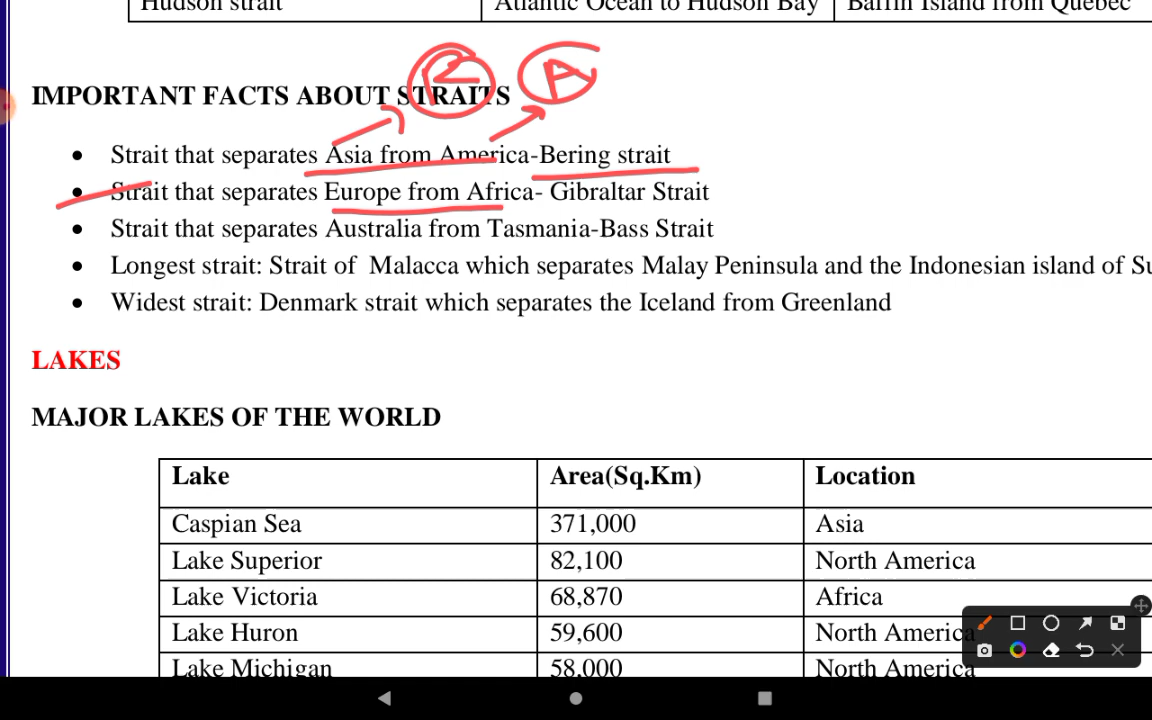 Hudson strait Atlantic Ocean to Hudson Bay Baffin Island from Quebec
R A
IMPORTANT FACTS ABOUT STRAITS
• Strait that separates Asia from America-Bering strait
• Strait that separates Europe from Africa- Gibraltar Strait
• Strait that separates Australia from Tasmania-Bass Strait
• Longest strait: Strait of Malacca which separates Malay Peninsula and the Indonesian island of Su
• Widest strait: Denmark strait which separates the Iceland from Greenland
LAKES
MAJOR LAKES OF THE WORLD
Lake Area(Sq.Km) Location
Caspian Sea 371,000 Asia
Lake Superior 82,100 North America
Lake Victoria 68,870 Africa
Lake Huron 59,600 North America
Lake Michigan 58,000 North America